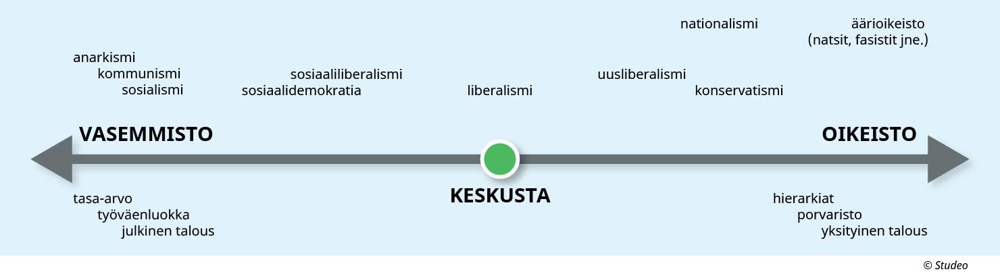 nationalismi
äärioikeisto
(natsit, fasistit jne.)
anarkismi
kommunismi
sosialismi
sosiaaliliberalismi
sosiaalidemokratia
liberalismi
uusliberalismi
konservatismi
VASEMMISTO
OIKEISTO
KESKUSTA
tasa-arvo
työväenluokka
julkinen talous
hierarkiat
porvaristo
yksityinen talous
© Studeo